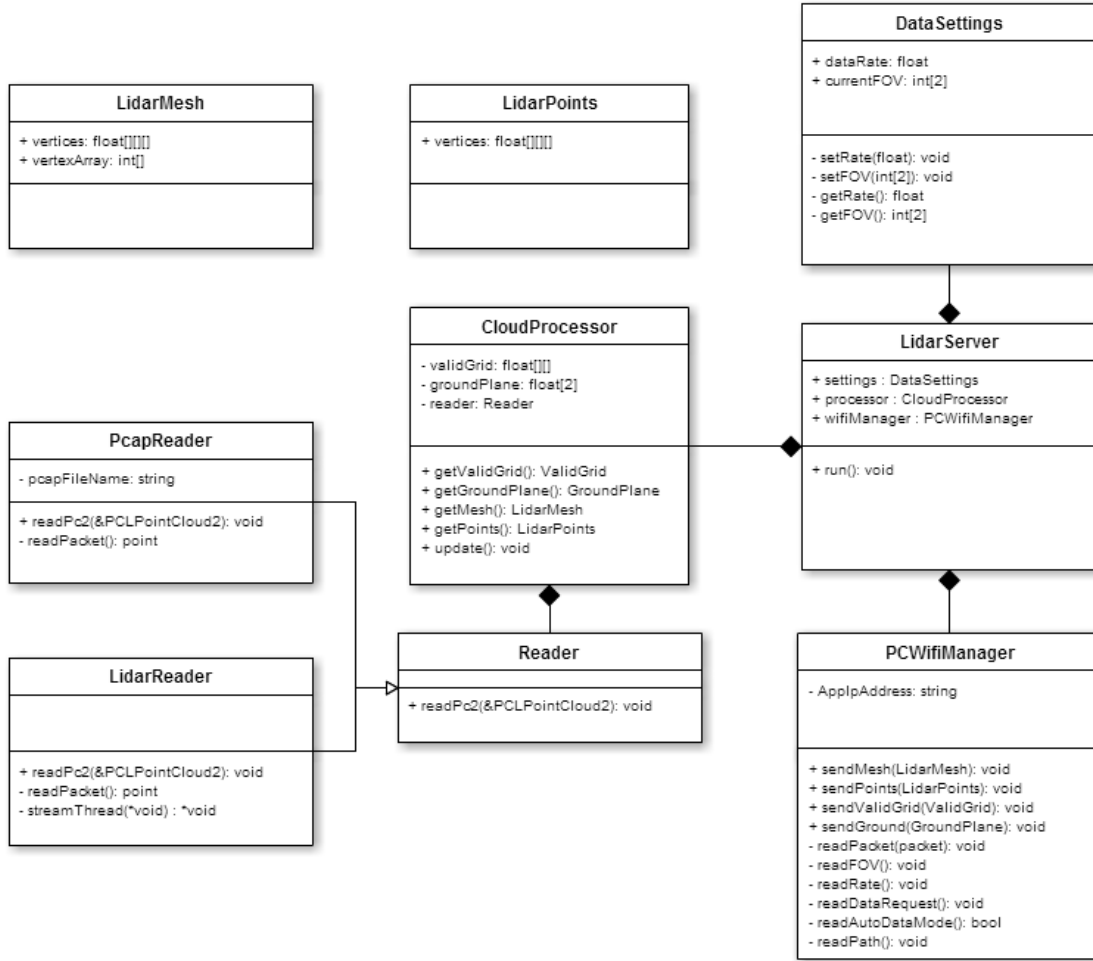 DataSettings
+ dataRate: float
+ currentFOV: int[2]
- setRate(float): void
- setFOV(int[2]): void
- getRate(): float
- getFOV(): int[2]
LidarMesh
+ vertices: float[][][]
+ vertexArray: int[]
LidarPoints
+ vertices: float[][][]
CloudProcessor
- validGrid: float[][]
- groundPlane: float[2]
- reader: Reader
+ getValidGrid(): ValidGrid
+ getGroundPlane(): GroundPlane
+ getMesh(): LidarMesh
+ getPoints(): LidarPoints
+ update(): void
LidarServer
+ settings : DataSettings
+ processor : CloudProcessor
+ wifiManager : PCWifiManager
+ run(): void
PcapReader
- pcapFileName: string
+ readPc2(&PCLPointCloud2): void
- readPacket(): point
LidarReader
+ readPc2(&PCLPointCloud2): void
- readPacket(): point
- streamThread(*void) : *void
Reader
+ readPc2(&PCLPointCloud2): void
PCWifiManager
- AppIpAddress: string
+ sendMesh(LidarMesh): void
+ sendPoints(LidarPoints): void
+ sendValidGrid(ValidGrid): void
+ sendGround(GroundPlane): void
- readPacket(packet): void
- readFOV(): void
- readRate(): void
- readDataRequest(): void
- readAutoDataMode(): bool
- readPath(): void